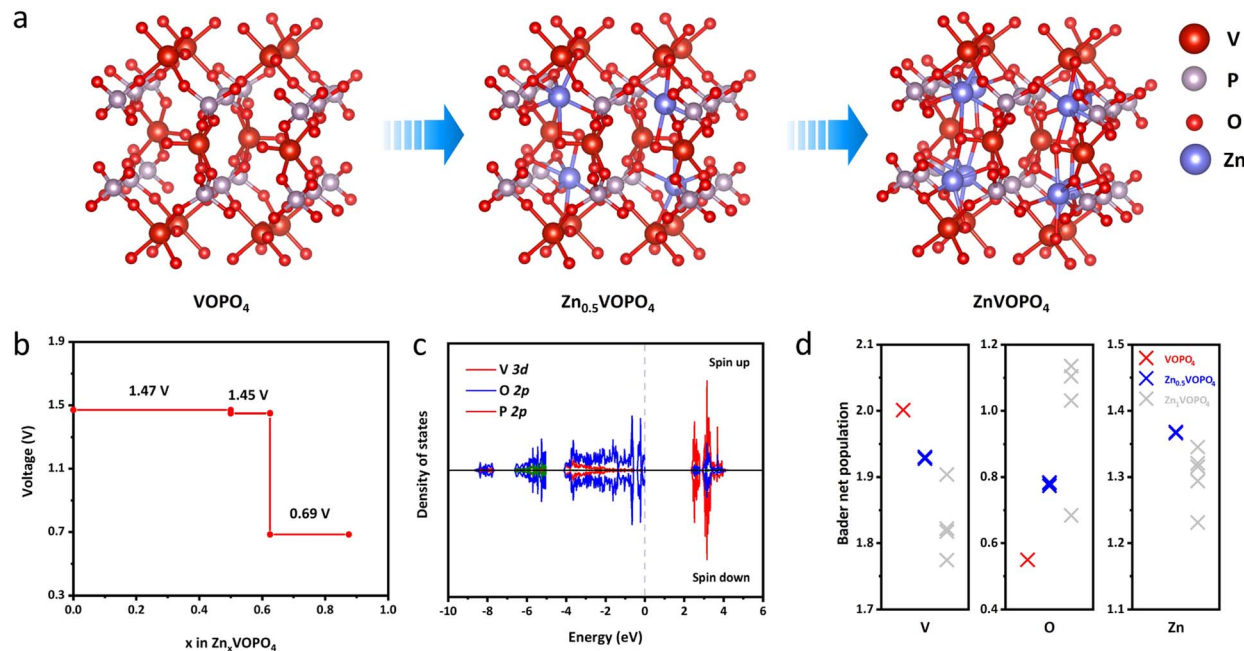 a
V
P
O
Zn
VOPO₄
Zn₀.₅VOPO₄
ZnVOPO₄
b
1.9
1.5
1.1
0.7
0.3
Voltage (V)
1.47 V
1.45 V
0.69 V
0.0 0.2 0.4 0.6 0.8 1.0
x in ZnₓVOPO₄
c
V 3d
O 2p
P 2p
Spin up
Spin down
Density of states
-10 -8 -6 -4 -2 0 2 4 6
Energy (eV)
d
Bader net population
2.1
2.0
1.9
1.8
1.7
V
1.2
1.0
0.8
0.6
0.4
O
1.5
1.4
1.3
1.2
1.1
Zn
VOPO₄
Zn₀.₅VOPO₄
Zn₁VOPO₄